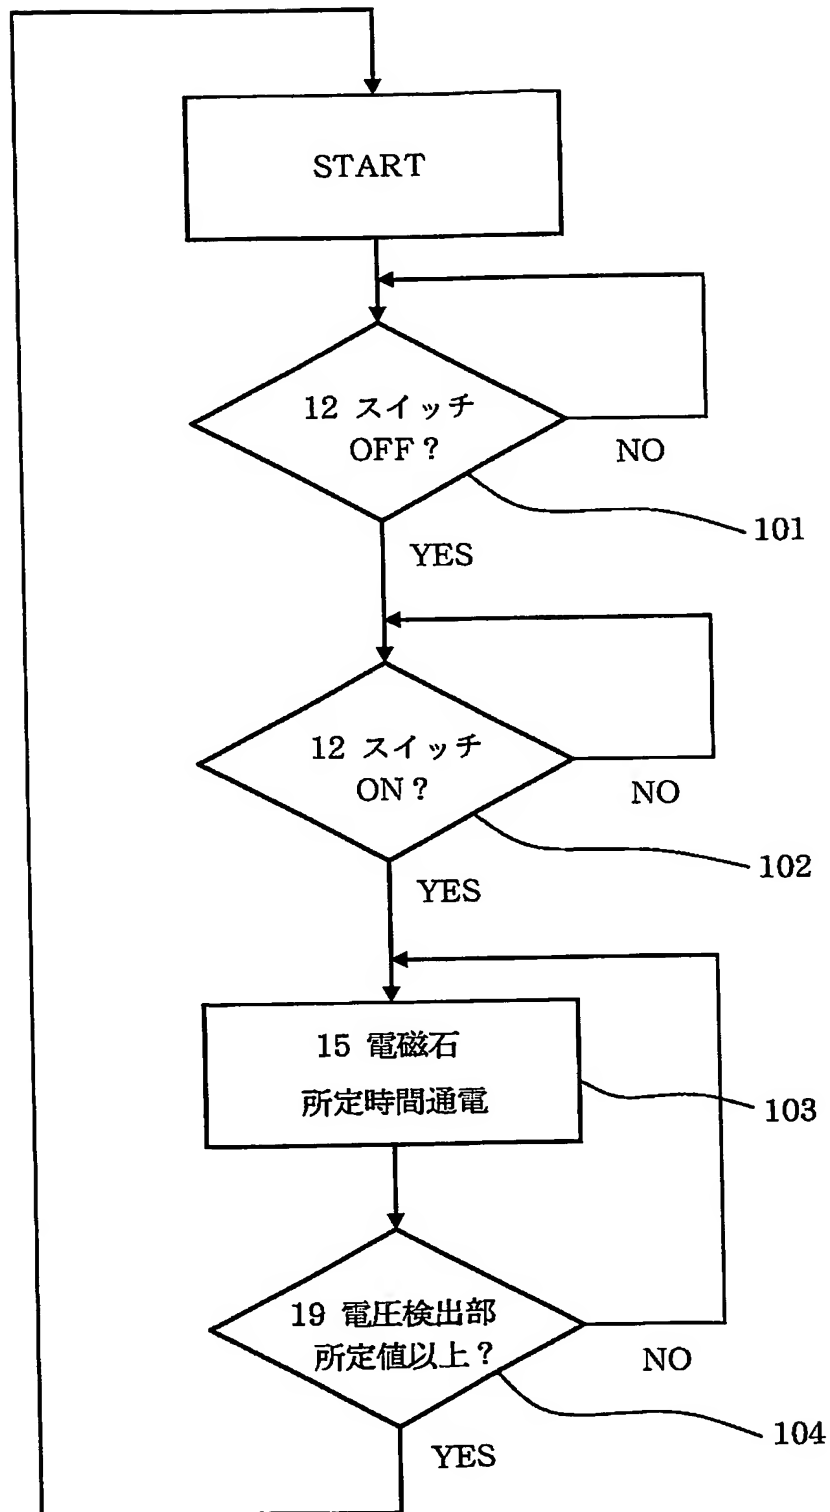 START
12 スイッチ
OFF?
NO
101
YES
12 スイッチ
ON?
NO
102
YES
15 電磁石
所定時間通電
103
19 電圧検出部
所定値以上?
NO
104
YES